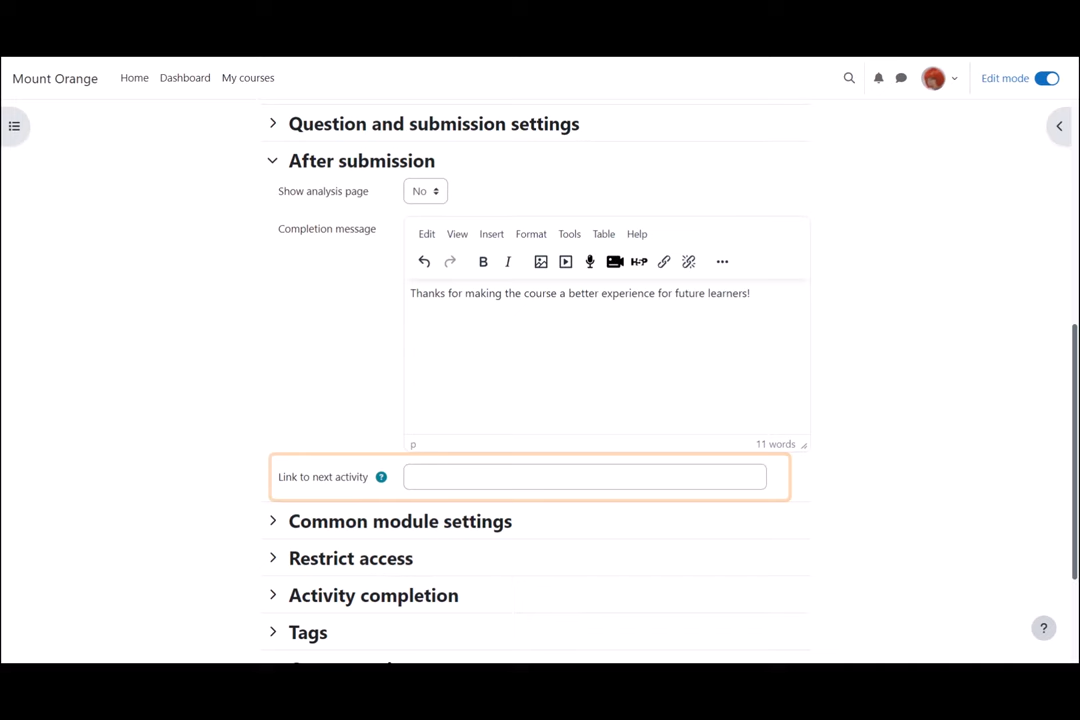 Mount Orange Home Dashboard My courses Edit mode
Question and submission settings
After submission
Show analysis page No
Completion message
Edit View Insert Format Tools Table Help
B I H-P
Thanks for making the course a better experience for future learners!
p 11 words
Link to next activity ?
Common module settings
Restrict access
Activity completion
Tags
?